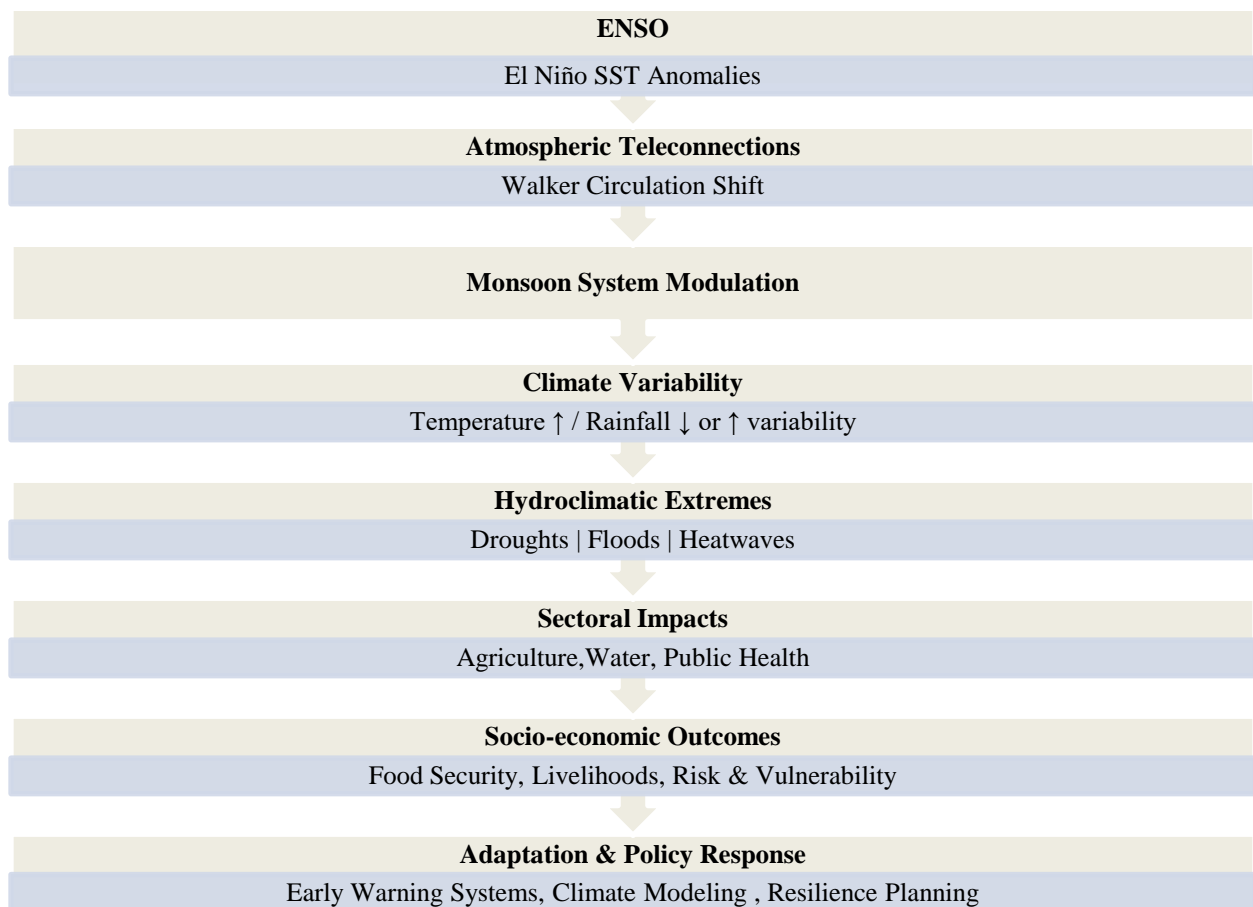 ENSO
El Niño SST Anomalies
Atmospheric Teleconnections
Walker Circulation Shift
Monsoon System Modulation
Climate Variability
Temperature ↑ / Rainfall ↓ or ↑ variability
Hydroclimatic Extremes
Droughts | Floods | Heatwaves
Sectoral Impacts
Agriculture,Water, Public Health
Socio-economic Outcomes
Food Security, Livelihoods, Risk & Vulnerability
Adaptation & Policy Response
Early Warning Systems, Climate Modeling , Resilience Planning